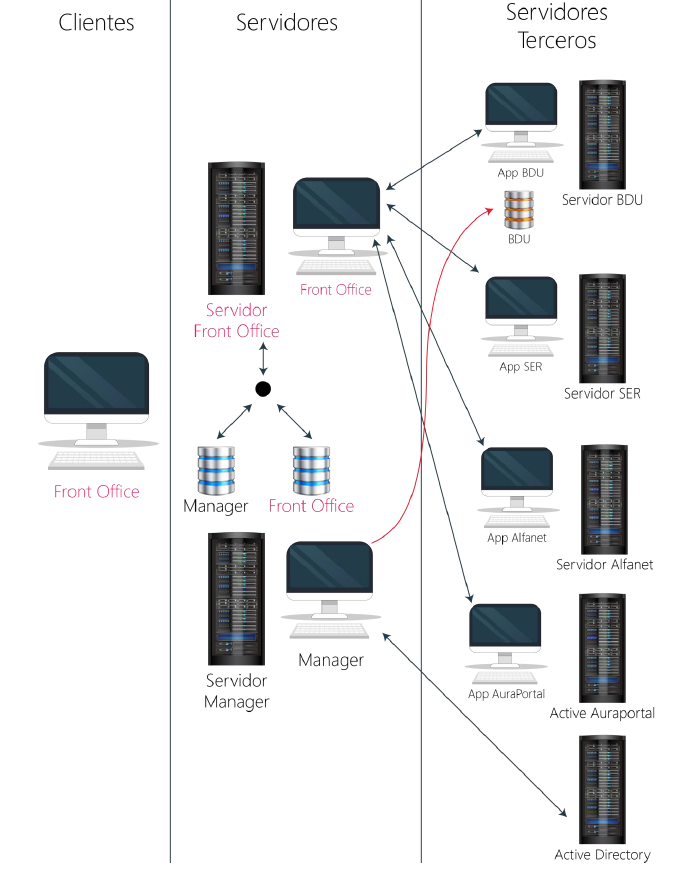 Clientes
Servidores
Servidores
Terceros
App BDU
Servidor BDU
BDU
Front Office
Servidor
Front Office
App SER
Servidor SER
Front Office
Manager
Front Office
App Alfanet
Servidor Alfanet
Manager
Servidor
Manager
App AuraPortal
Active Auraportal
Active Directory